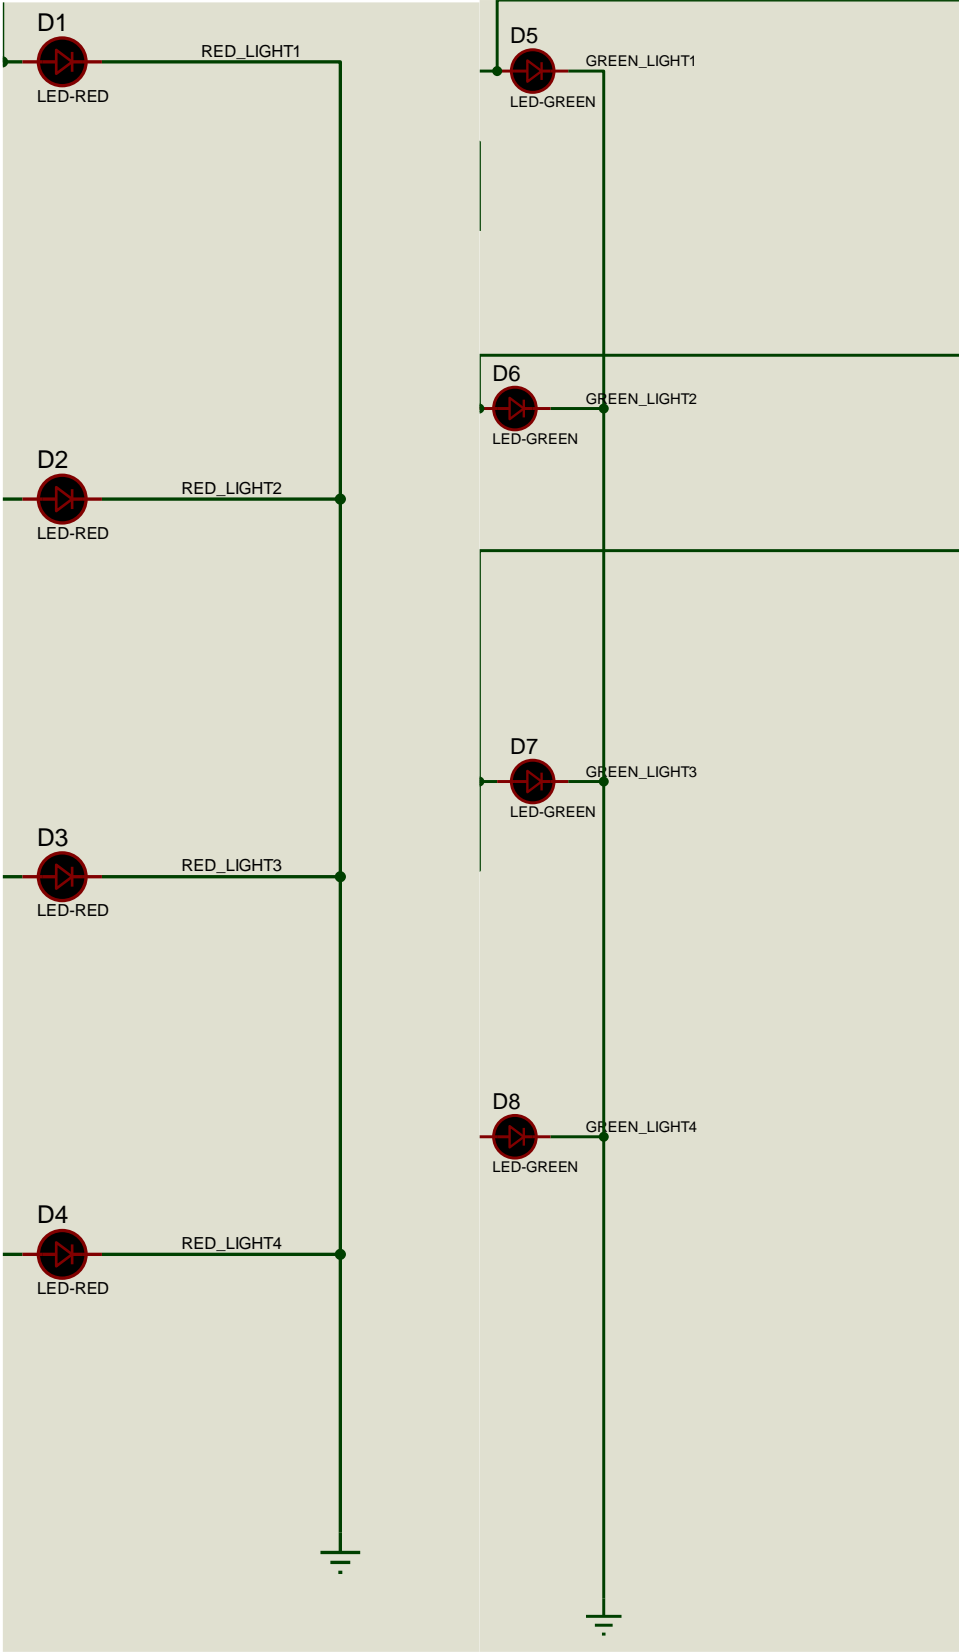 D1
RED_LIGHT1
LED-RED
D2
RED_LIGHT2
LED-RED
D3
RED_LIGHT3
LED-RED
D4
RED_LIGHT4
LED-RED
D5
GREEN_LIGHT1
LED-GREEN
D6
GREEN_LIGHT2
LED-GREEN
D7
GREEN_LIGHT3
LED-GREEN
D8
GREEN_LIGHT4
LED-GREEN